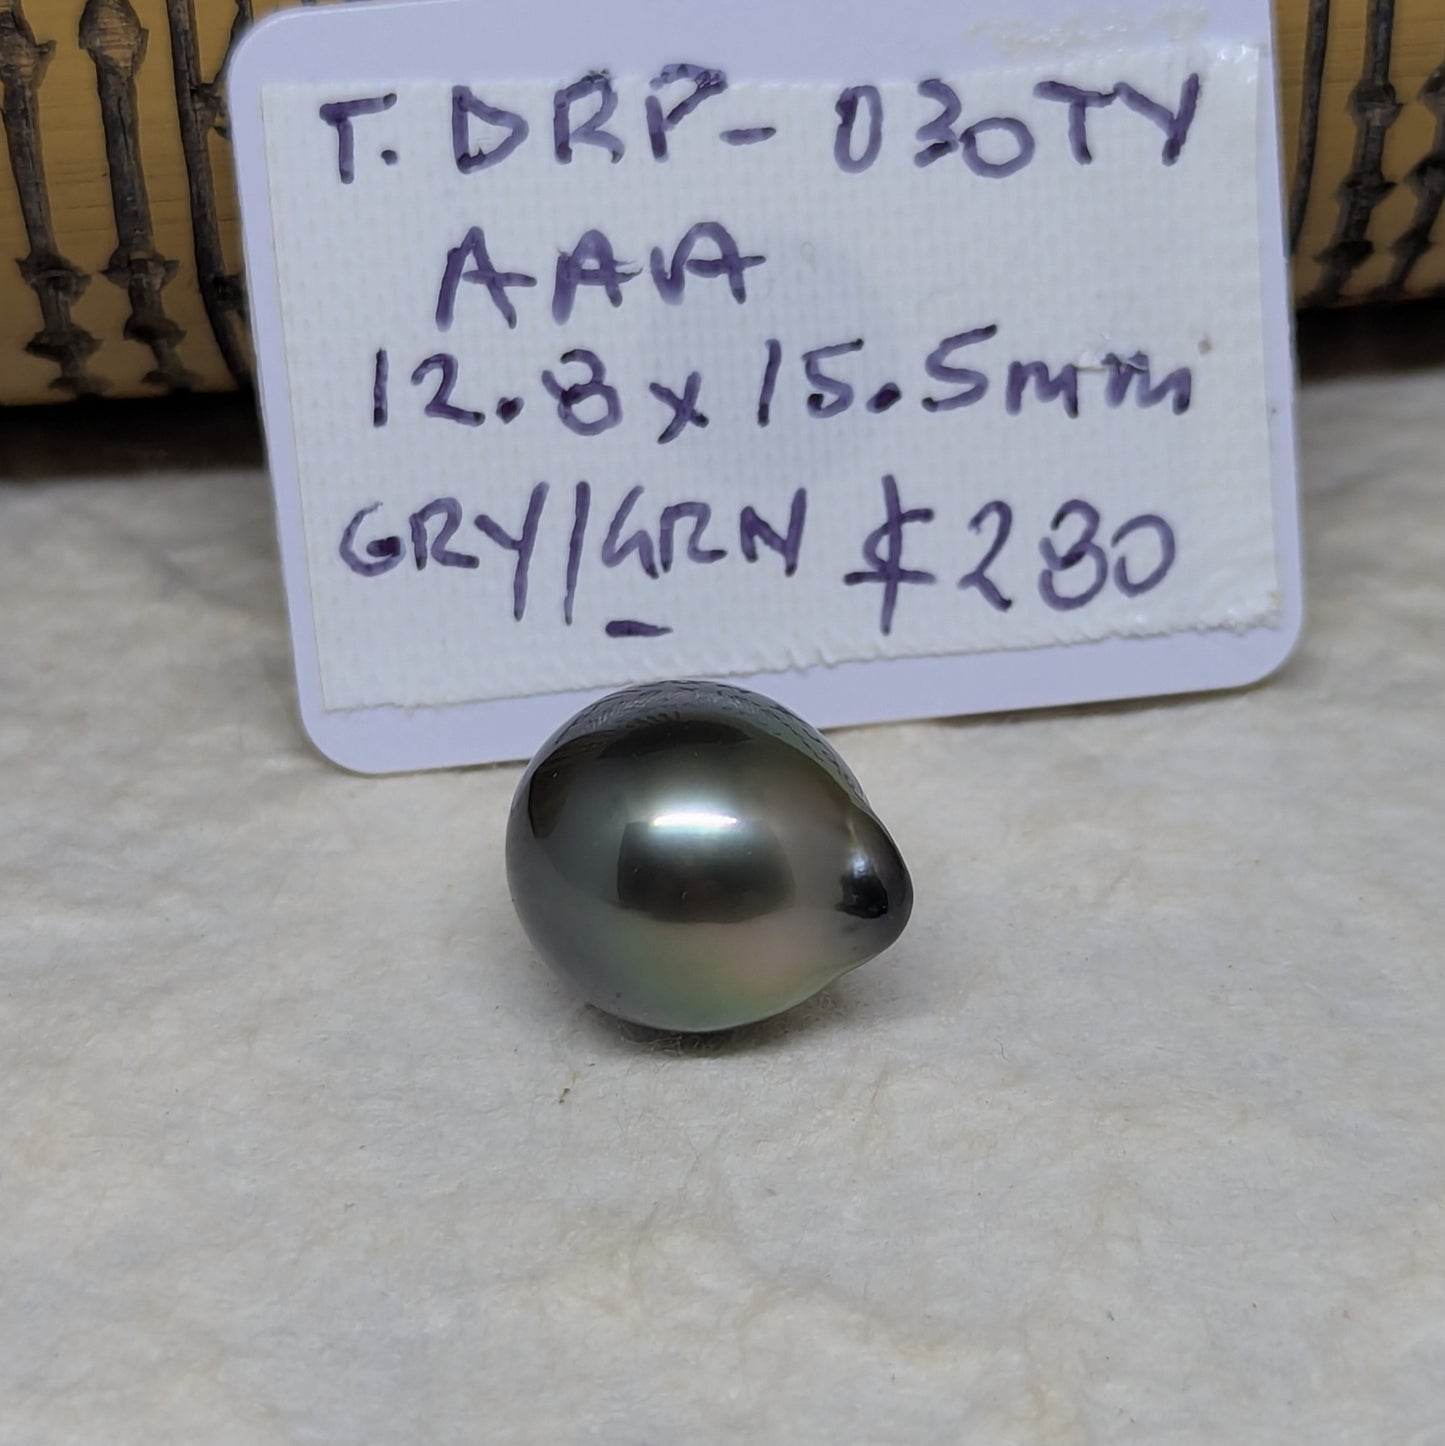 T. DRP-030TY
AAA
12.8 x 15.5mm
GRY/GRN $280